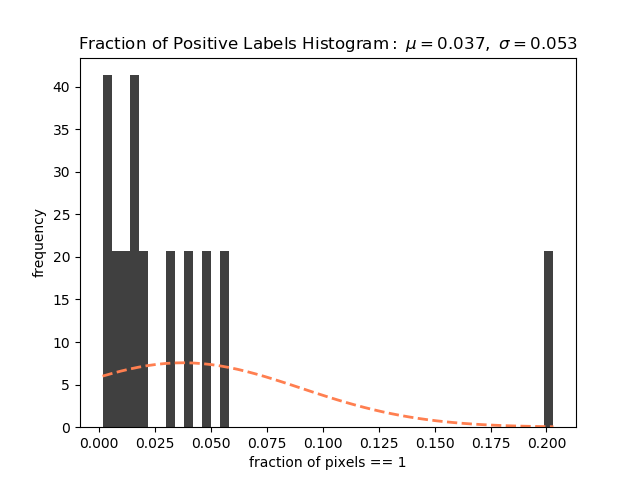 Fraction of Positive Labels Histogram : μ = 0.037, σ = 0.053
frequency
40
35
30
25
20
15
10
5
0
0.000 0.025 0.050 0.075 0.100 0.125 0.150 0.175 0.200
fraction of pixels == 1